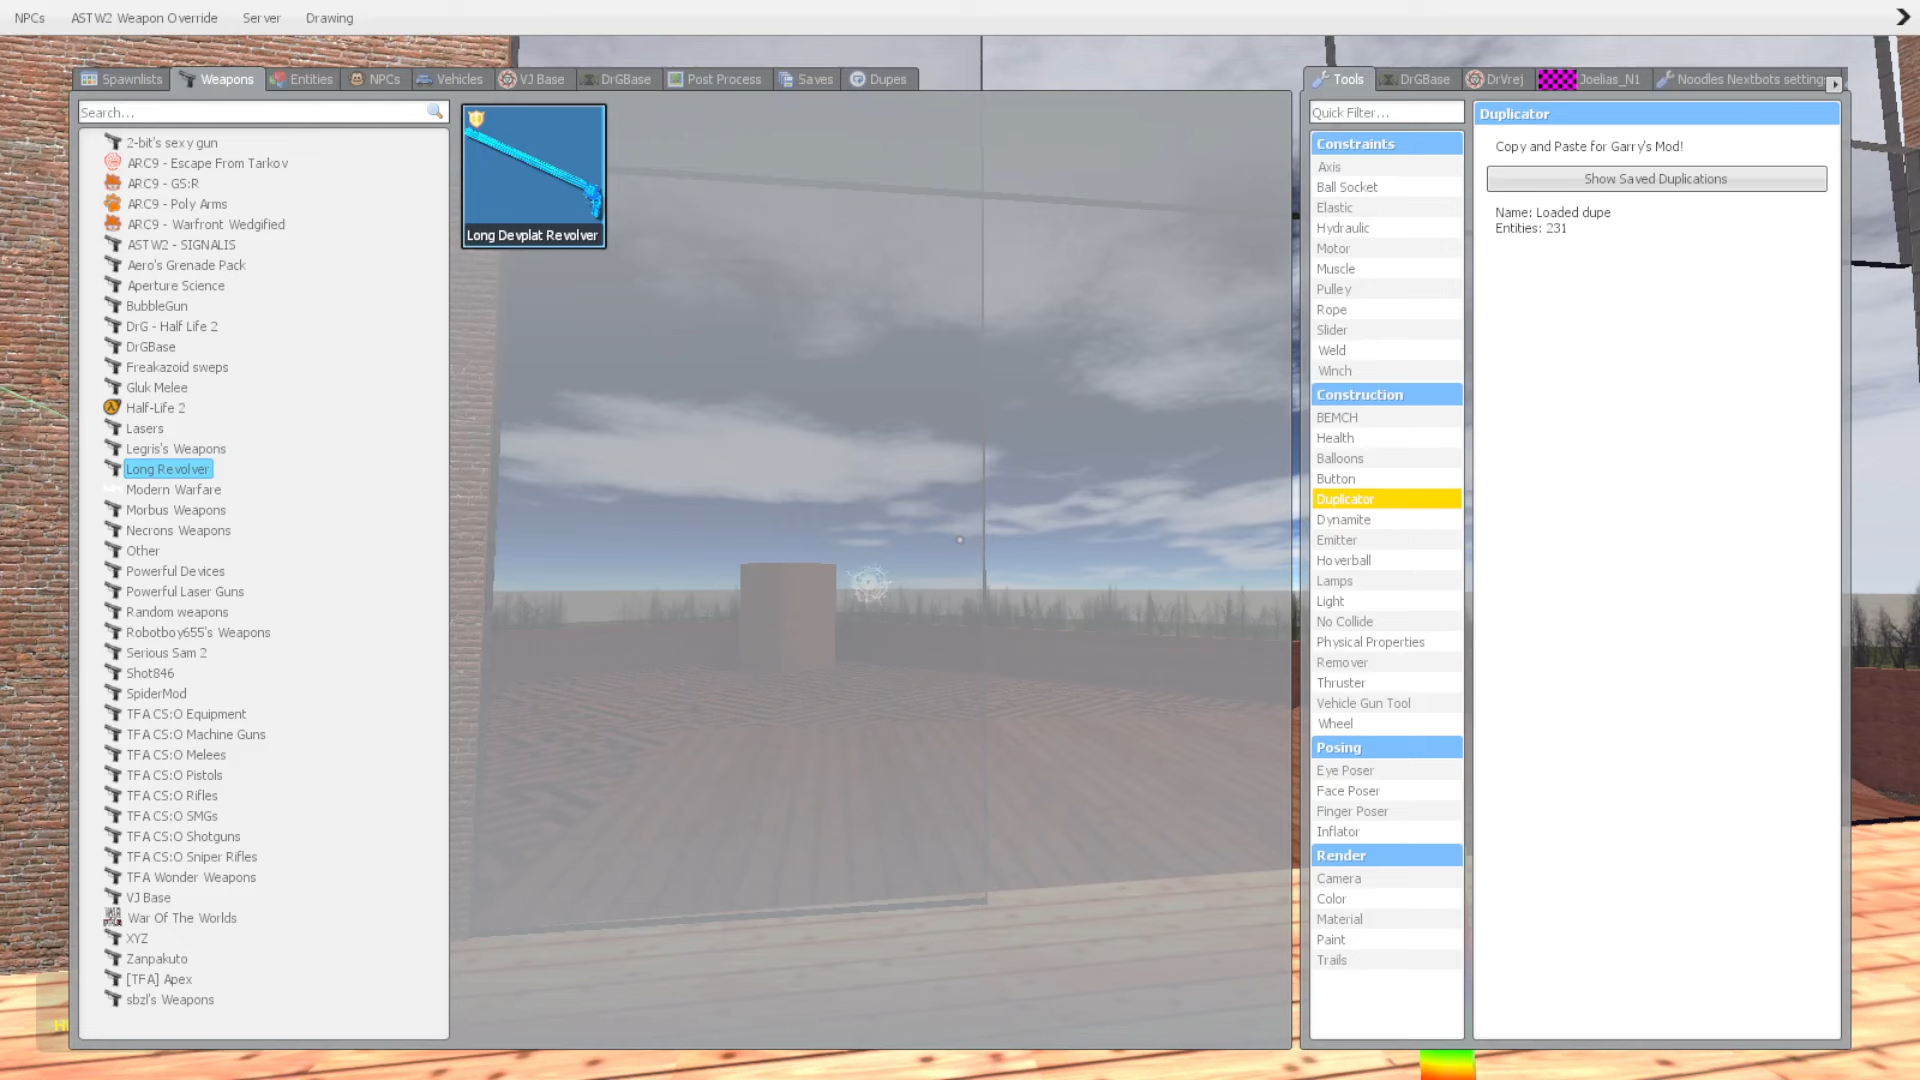 NPCs ASTW2 Weapon Override Server Drawing
Spawnlists Weapons Entities NPCs Vehicles VJ Base DrGBase Post Process Saves Dupes
Search...
2-bit's sexy gun
ARC9 - Escape From Tarkov
ARC9 - GS:R
ARC9 - Poly Arms
ARC9 - Warfront Wedgified
ASTW2 - SIGNALIS
Aero's Grenade Pack
Aperture Science
BubbleGun
DrG - Half Life 2
DrGBase
Freakazoid sweps
Gluk Melee
Half-Life 2
Lasers
Legris's Weapons
Long Revolver
Modern Warfare
Morbus Weapons
Necrons Weapons
Other
Powerful Devices
Powerful Laser Guns
Random weapons
Robotboy655's Weapons
Serious Sam 2
Shot846
SpiderMod
TFA CS:O Equipment
TFA CS:O Machine Guns
TFA CS:O Melees
TFA CS:O Pistols
TFA CS:O Rifles
TFA CS:O SMGs
TFA CS:O Shotguns
TFA CS:O Sniper Rifles
TFA Wonder Weapons
VJ Base
War Of The Worlds
XYZ
Zanpakuto
[TFA] Apex
sbzl's Weapons
Long Devplat Revolver
Tools DrGBase DrVrej Joelias_N1 Noodles Nextbots setting
Quick Filter...
Constraints
Axis
Ball Socket
Elastic
Hydraulic
Motor
Muscle
Pulley
Rope
Slider
Weld
Winch
Construction
BEMCH
Health
Balloons
Button
Duplicator
Dynamite
Emitter
Hoverball
Lamps
Light
No Collide
Physical Properties
Remover
Thruster
Vehicle Gun Tool
Wheel
Posing
Eye Poser
Face Poser
Finger Poser
Inflator
Render
Camera
Color
Material
Paint
Trails
Duplicator
Copy and Paste for Garry's Mod!
Show Saved Duplications
Name: Loaded dupe
Entities: 231